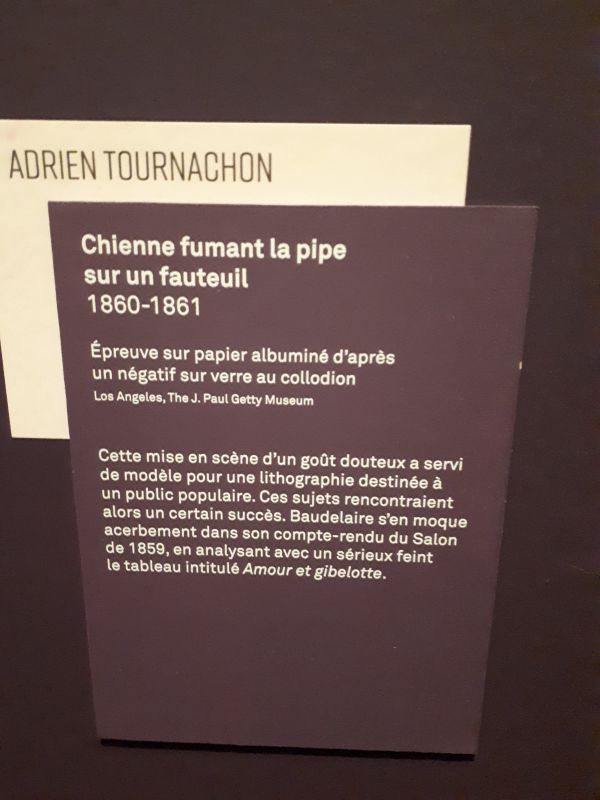 ADRIEN TOURNACHON
Chienne fumant la pipe
sur un fauteuil
1860-1861
Épreuve sur papier albuminé d'après
un négatif sur verre au collodion
Los Angeles, The J. Paul Getty Museum
Cette mise en scène d'un goût douteux a servi
de modèle pour une lithographie destinée à
un public populaire. Ces sujets rencontraient
alors un certain succès. Baudelaire s'en moque
acerbement dans son compte-rendu du Salon
de 1859, en analysant avec un sérieux feint
le tableau intitulé Amour et gibelotte.